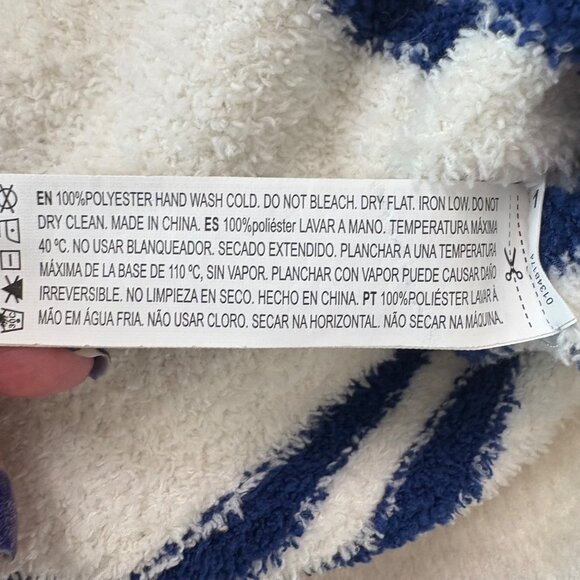 EN 100%POLYESTER HAND WASH COLD. DO NOT BLEACH. DRY FLAT. IRON LOW. DO NOT
DRY CLEAN. MADE IN CHINA. ES 100%poliéster LAVAR A MANO. TEMPERATURA MÁXIMA
40 ºC. NO USAR BLANQUEADOR. SECADO EXTENDIDO. PLANCHAR A UNA TEMPERATURA
MÁXIMA DE LA BASE DE 110 ºC, SIN VAPOR. PLANCHAR CON VAPOR PUEDE CAUSAR DAÑO
IRREVERSIBLE. NO LIMPIEZA EN SECO. HECHO EN CHINA. PT 100%POLIÉSTER LAVAR À
MÃO EM ÁGUA FRIA. NÃO USAR CLORO. SECAR NA HORIZONTAL. NÃO SECAR NA MÁQUINA.
1